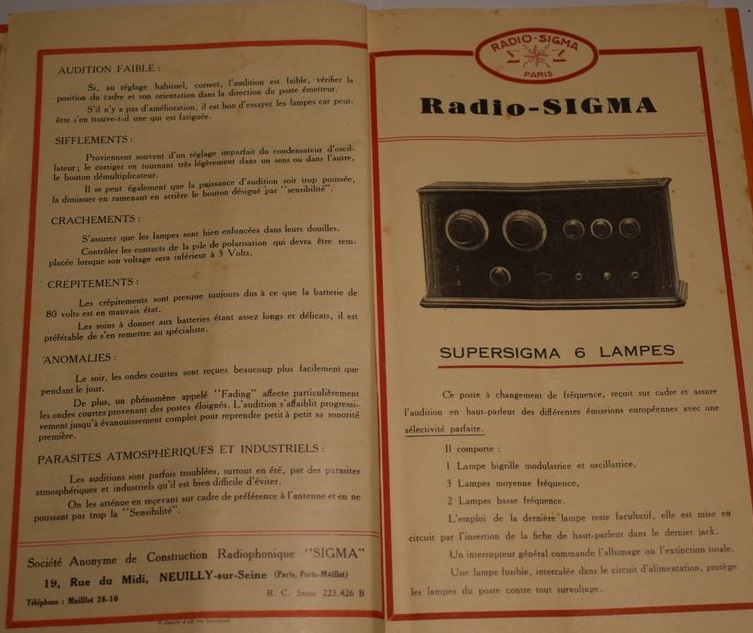 AUDITION FAIBLE :
Si, au réglage habituel, correct, l'audition est faible, vérifier la
position du cadre et son orientation dans la direction du poste émetteur.
S'il n'y a pas d'amélioration, il est bon d'essayer les lampes car peut-
être s'en trouve-t-il une qui est fatiguée.
SIFFLEMENTS :
Proviennent souvent d'un réglage imparfait du condensateur d'oscil-
lateur ; le corriger en tournant très légèrement dans un sens ou dans l'autre,
le bouton démultiplicateur.
Il se peut également que la puissance d'audition soit trop poussée,
la diminuer en ramenant en arrière le bouton désigné par "sensibilité".
CRACHEMENTS :
S'assurer que les lampes sont bien enfoncées dans leurs douilles.
Contrôler les contacts de la pile de polarisation qui devra être rem-
placée lorsque son voltage sera inférieur à 3 Volts.
CRÉPITEMENTS :
Les crépitements sont presque toujours dus à ce que la batterie de
80 volts est en mauvais état.
Les soins à donner aux batteries étant assez longs et délicats, il est
préférable de s'en remettre au spécialiste.
ANOMALIES :
Le soir, les ondes courtes sont reçues beaucoup plus facilement que
pendant le jour.
De plus, un phénomène appelé "Fading" affecte particulièrement
les ondes courtes provenant des postes éloignés. L'audition s'affaiblit progressi-
vement jusqu'à évanouissement complet pour reprendre petit à petit sa sonorité
première.
PARASITES ATMOSPHÉRIQUES ET INDUSTRIELS :
Les auditions sont parfois troublées, surtout en été, par des parasites
atmosphériques et industriels qu'il est bien difficile d'éviter.
On les atténue en reçevant sur cadre de préférence à l'antenne et en ne
poussant pas trop la "Sensibilité".
Société Anonyme de Construction Radiophonique "SIGMA"
19, Rue du Midi, NEUILLY-sur-Seine (Paris, Porte-Maillot)
Téléphone : Maillot 28-10 R. C. Seine 223.426 B
RADIO-SIGMA
PARIS
Radio-SIGMA
SUPERSIGMA 6 LAMPES
Ce poste à changement de fréquence, reçoit sur cadre et assure
l'audition en haut-parleur des différentes émissions européennes avec une
sélectivité parfaite.
Il comporte :
1 Lampe bigrille modulatrice et oscillatrice,
3 Lampes moyenne fréquence,
2 Lampes basse fréquence.
L'emploi de la dernière lampe reste facultatif, elle est mise en
circuit par l'insertion de la fiche de haut-parleur dans le dernier jack.
Un interrupteur général commande l'allumage ou l'extinction totale.
Une lampe fusible, intercalée dans le circuit d'alimentation, protège
les lampes du poste contre tout survoltage.